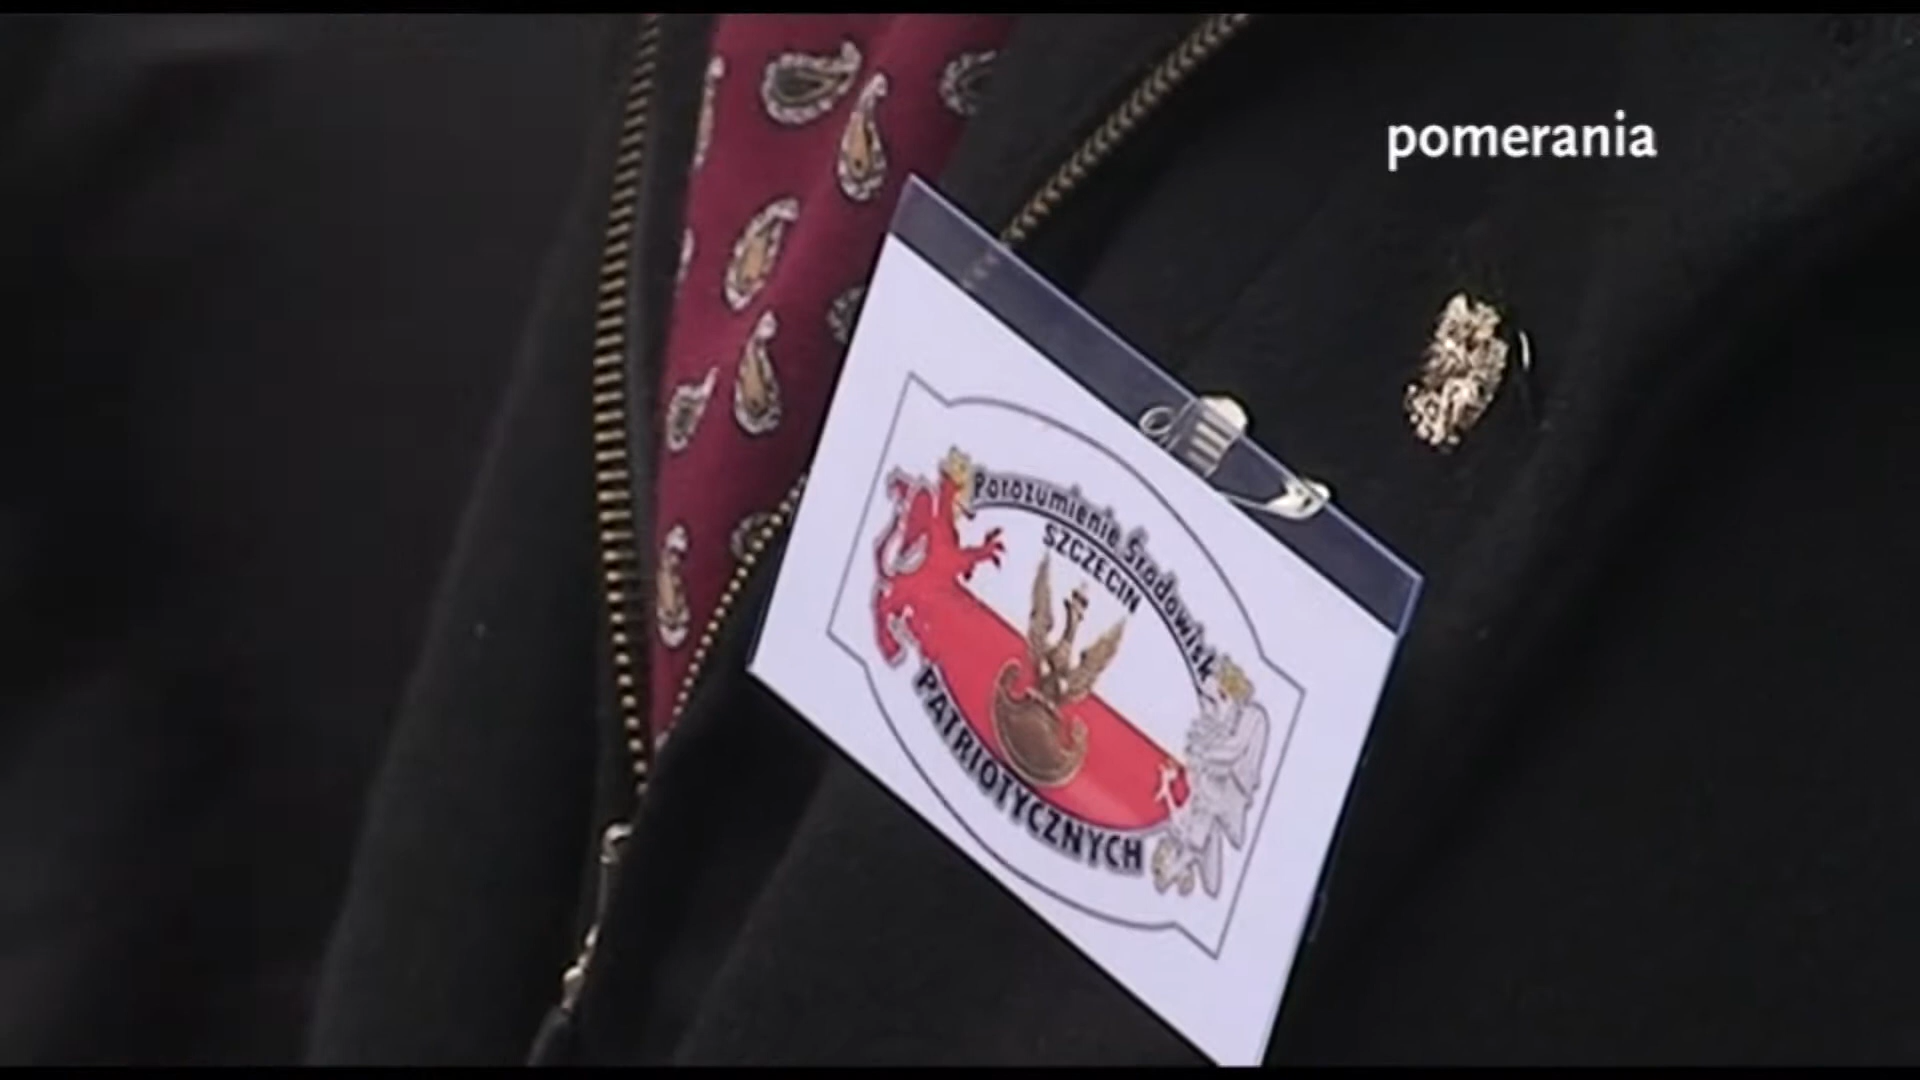 pomerania
Porozumienie Środowisk
SZCZECIN
PATRIOTYCZNYCH